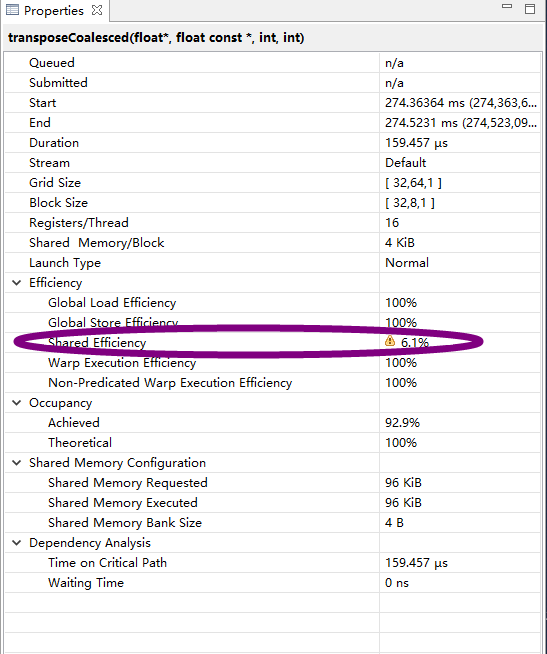 Properties
transposeCoalesced(float*, float const *, int, int)
Queued n/a
Submitted n/a
Start 274.36364 ms (274,363,6...
End 274.5231 ms (274,523,09...
Duration 159.457 μs
Stream Default
Grid Size [ 32,64,1 ]
Block Size [ 32,8,1 ]
Registers/Thread 16
Shared Memory/Block 4 KiB
Launch Type Normal
Efficiency
Global Load Efficiency 100%
Global Store Efficiency 100%
Shared Efficiency 6.1%
Warp Execution Efficiency 100%
Non-Predicated Warp Execution Efficiency 100%
Occupancy
Achieved 92.9%
Theoretical 100%
Shared Memory Configuration
Shared Memory Requested 96 KiB
Shared Memory Executed 96 KiB
Shared Memory Bank Size 4 B
Dependency Analysis
Time on Critical Path 159.457 μs
Waiting Time 0 ns